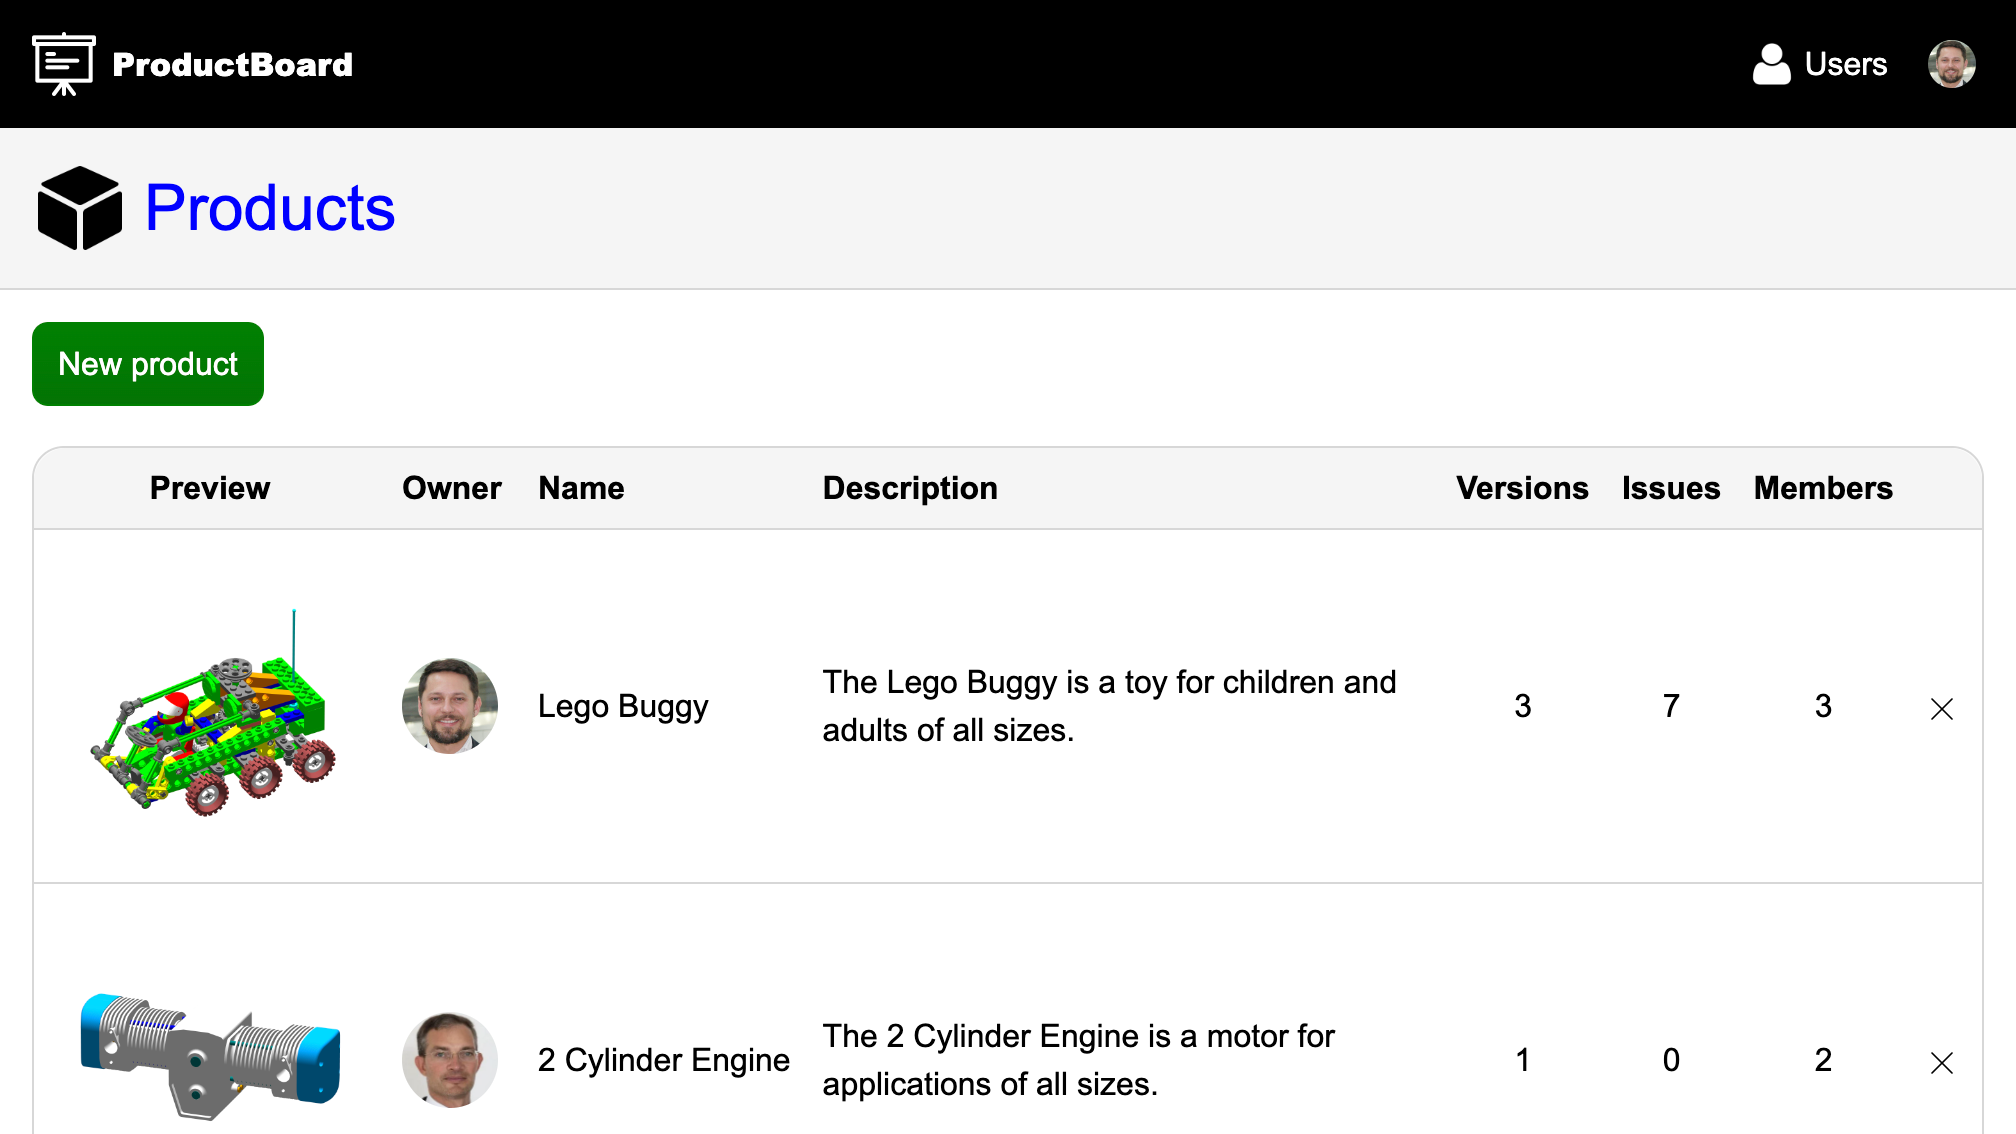 ProductBoard
Users
Products
New product
Preview Owner Name Description Versions Issues Members
Lego Buggy
The Lego Buggy is a toy for children and
adults of all sizes.
3 7 3
2 Cylinder Engine
The 2 Cylinder Engine is a motor for
applications of all sizes.
1 0 2